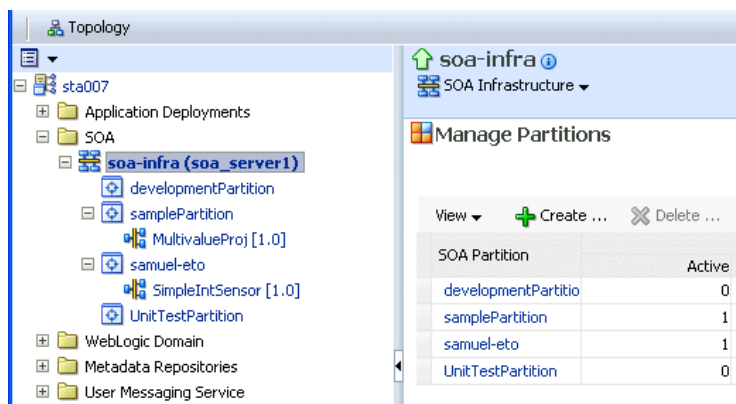 Topology
sta007
Application Deployments
SOA
soa-infra (soa_server1)
developmentPartition
samplePartition
MultivalueProj [1.0]
samuel-eto
SimpleIntSensor [1.0]
UnitTestPartition
WebLogic Domain
Metadata Repositories
User Messaging Service
soa-infra
SOA Infrastructure
Manage Partitions
View Create ... Delete ...
SOA Partition Active
developmentPartitio 0
samplePartition 1
samuel-eto 1
UnitTestPartition 0